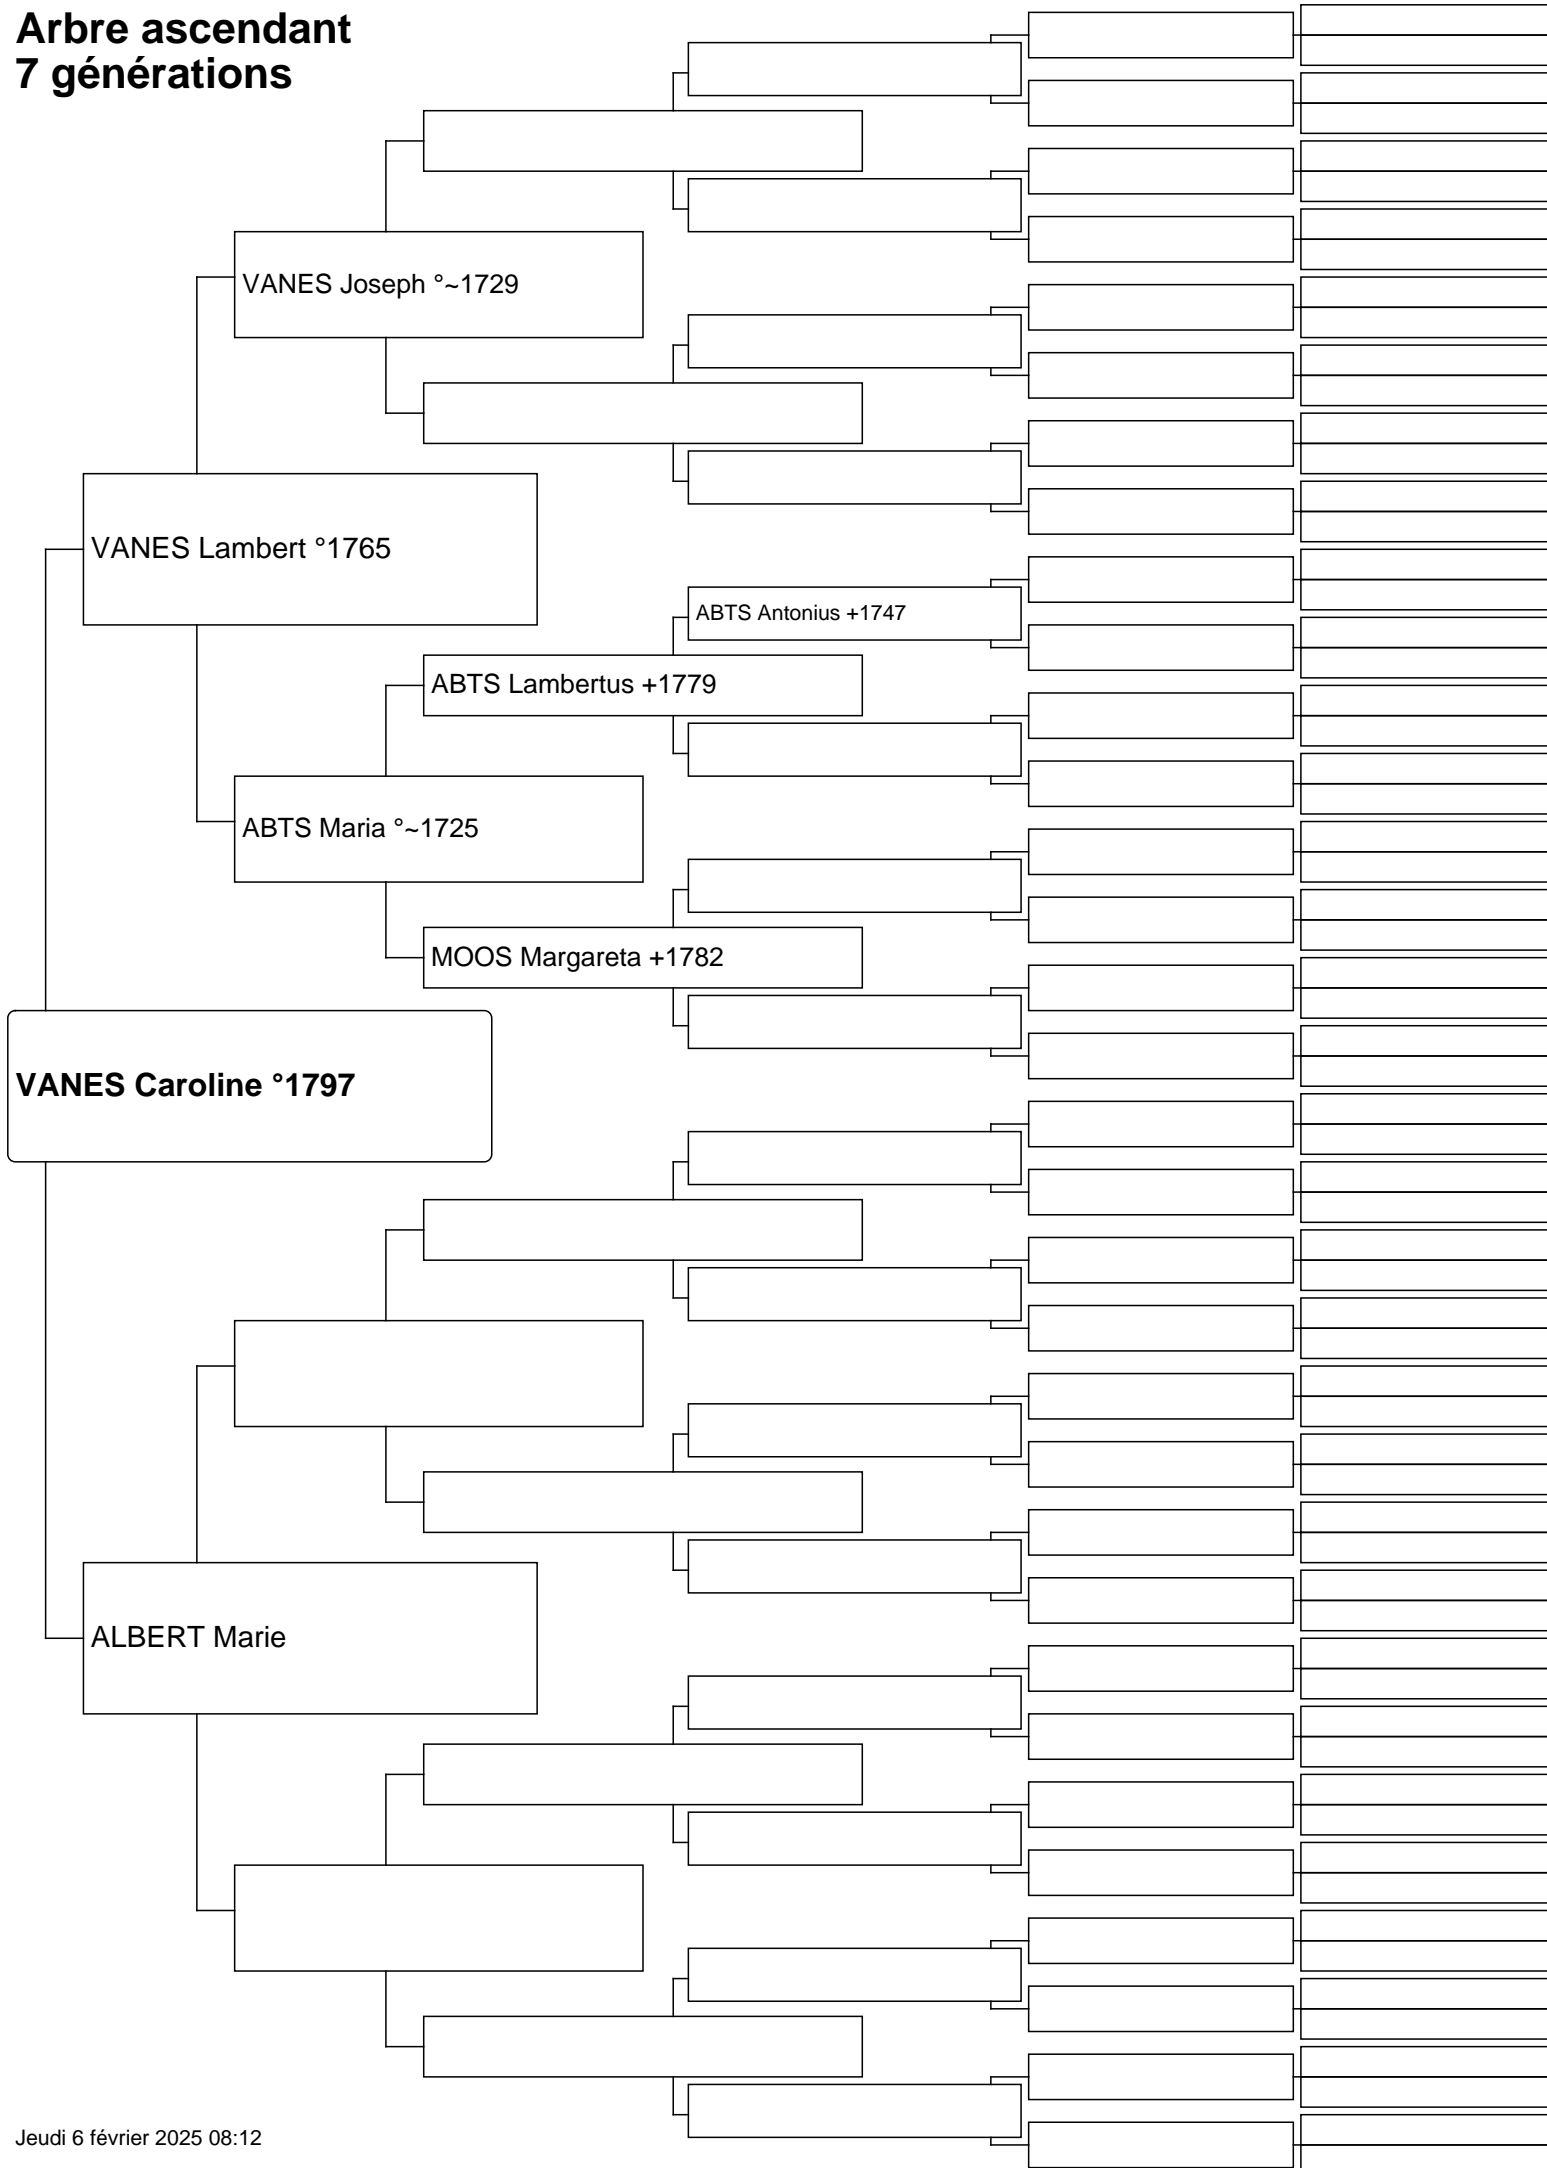 Arbre ascendant
7 générations
VANES Joseph °~1729
VANES Lambert °1765
ABTS Antonius +1747
ABTS Lambertus +1779
ABTS Maria °~1725
MOOS Margareta +1782
VANES Caroline °1797
ALBERT Marie
Jeudi 6 février 2025 08:12